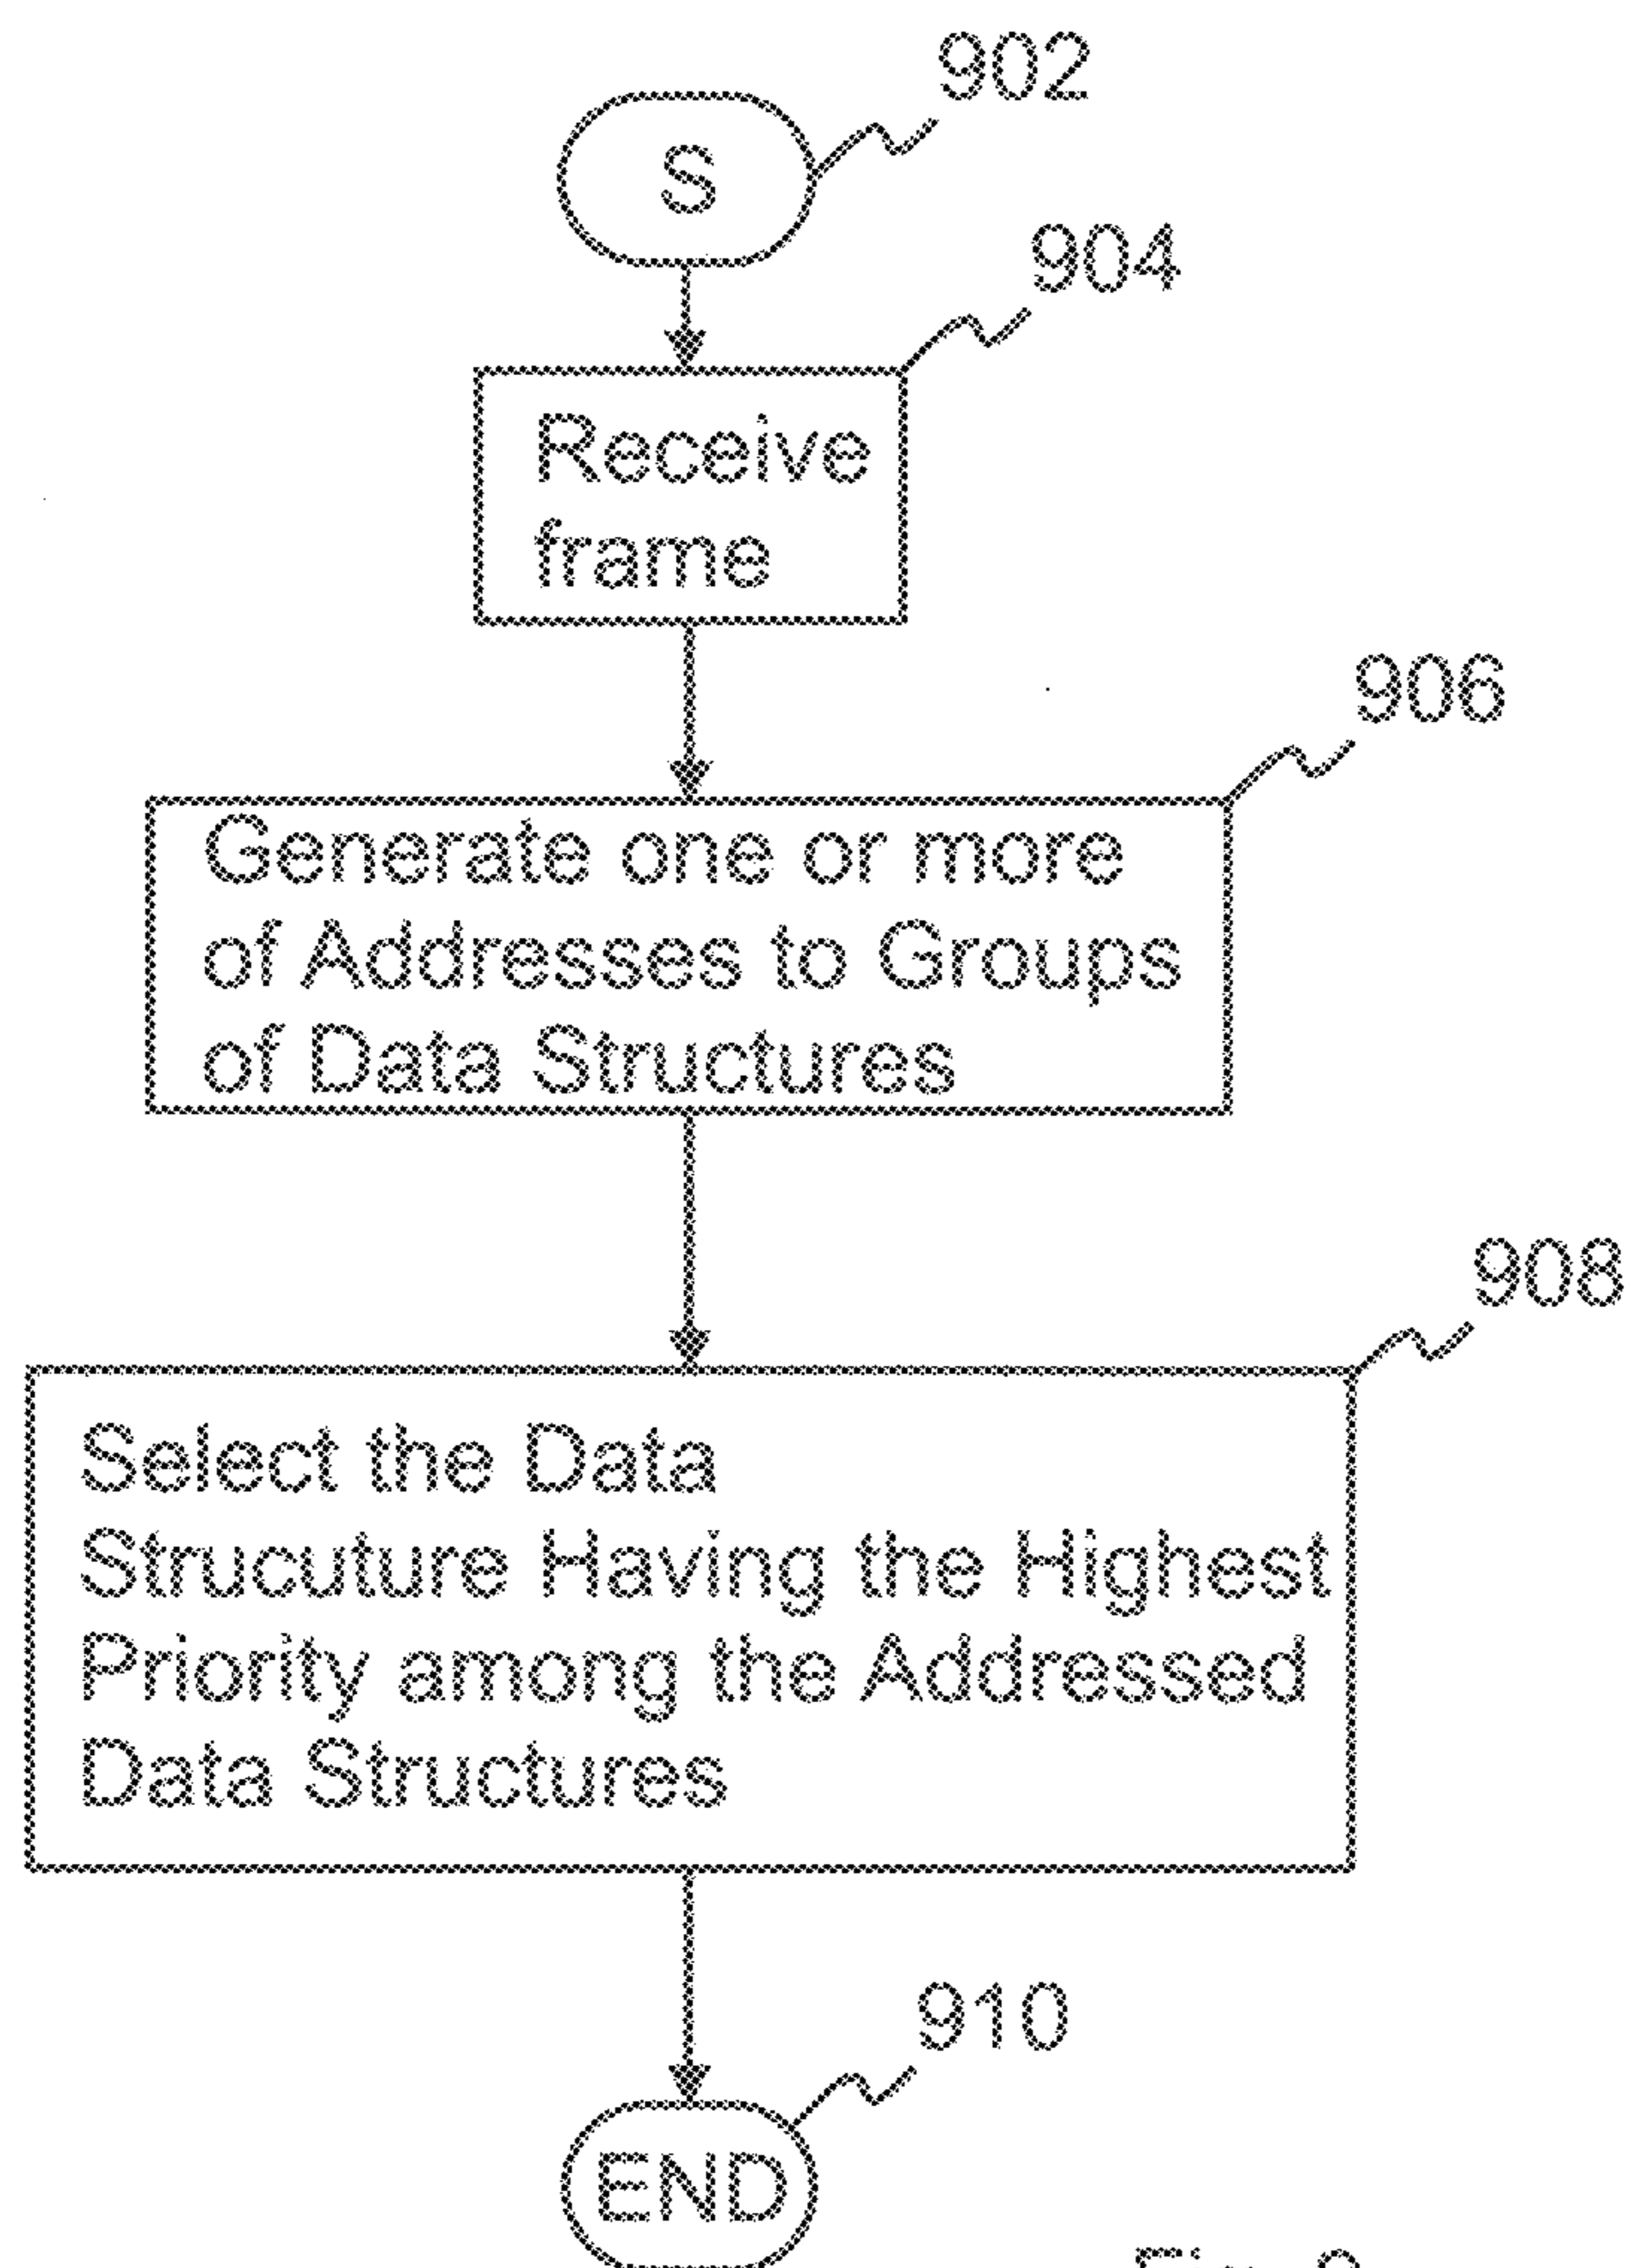 902
S
904
Receive
frame
906
Generate one or more
of Addresses to Groups
of Data Structures
908
Select the Data
Strucuture Having the Highest
Priority among the Addressed
Data Structures
910
END